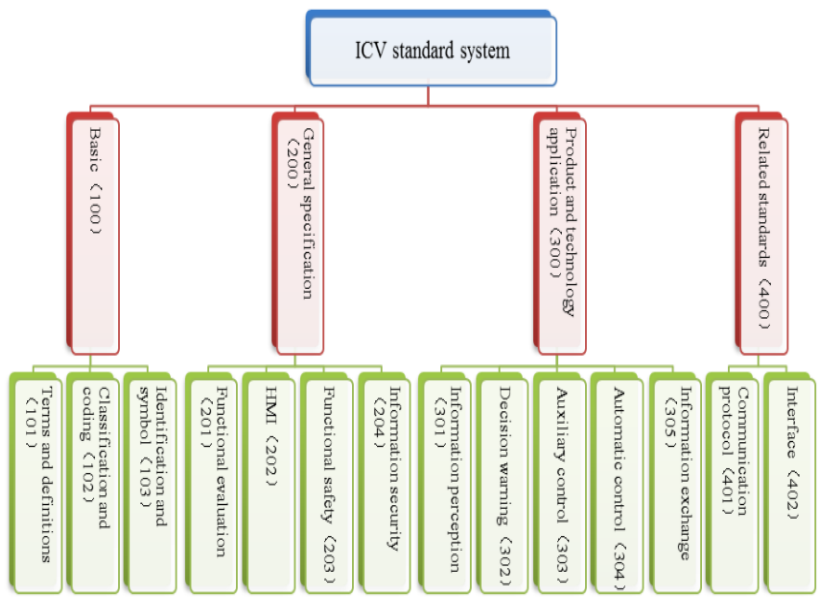 ICV standard system
Basic（100）
General specification
（200）
Product and technology
application（300）
Related standards（400）
Terms and definitions
（101）
Classification and
coding（102）
Identification and
symbol（103）
Functional evaluation
（201）
HMI（202）
Functional safety（203）
Information security
（204）
Information perception
（301）
Decision warning（302）
Auxiliary control（303）
Automatic control（304）
Information exchange
（305）
Communication
protocol（401）
Interface（402）